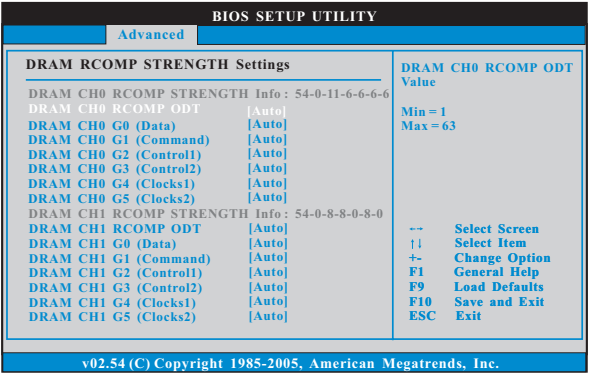 BIOS SETUP UTILITY
Advanced
DRAM RCOMP STRENGTH Settings
DRAM CH0 RCOMP STRENGTH Info : 54-0-11-6-6-6-6
DRAM CH0 RCOMP ODT [Auto]
DRAM CH0 G0 (Data) [Auto]
DRAM CH0 G1 (Command) [Auto]
DRAM CH0 G2 (Control1) [Auto]
DRAM CH0 G3 (Control2) [Auto]
DRAM CH0 G4 (Clocks1) [Auto]
DRAM CH0 G5 (Clocks2) [Auto]
DRAM CH1 RCOMP STRENGTH Info : 54-0-8-8-0-8-0
DRAM CH1 RCOMP ODT [Auto]
DRAM CH1 G0 (Data) [Auto]
DRAM CH1 G1 (Command) [Auto]
DRAM CH1 G2 (Control1) [Auto]
DRAM CH1 G3 (Control2) [Auto]
DRAM CH1 G4 (Clocks1) [Auto]
DRAM CH1 G5 (Clocks2) [Auto]
DRAM CH0 RCOMP ODT
Value
Min = 1
Max = 63
←→ Select Screen
↑↓ Select Item
+- Change Option
F1 General Help
F9 Load Defaults
F10 Save and Exit
ESC Exit
v02.54 (C) Copyright 1985-2005, American Megatrends, Inc.